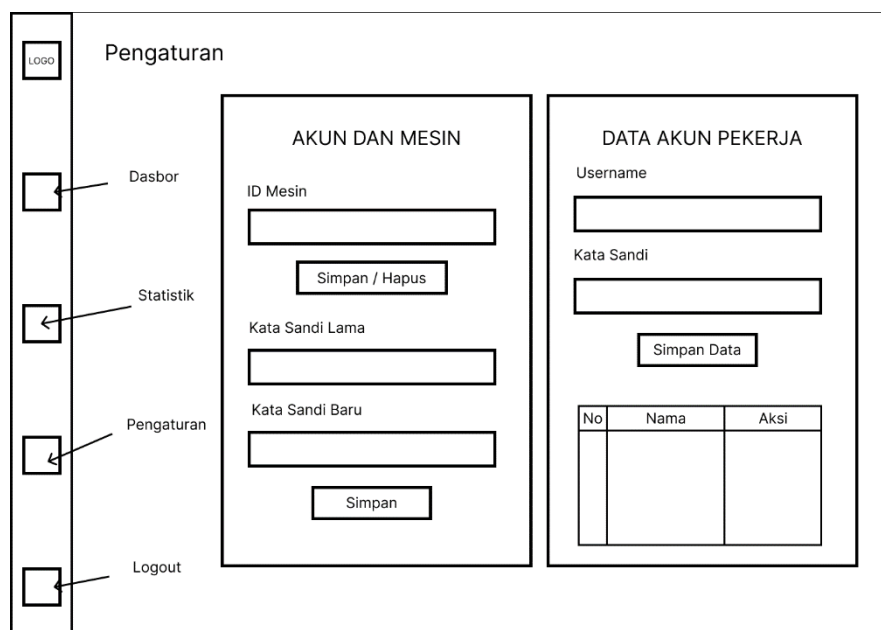 LOGO
Pengaturan
Dasbor
Statistik
Pengaturan
Logout
AKUN DAN MESIN
ID Mesin
Simpan / Hapus
Kata Sandi Lama
Kata Sandi Baru
Simpan
DATA AKUN PEKERJA
Username
Kata Sandi
Simpan Data
No Nama Aksi